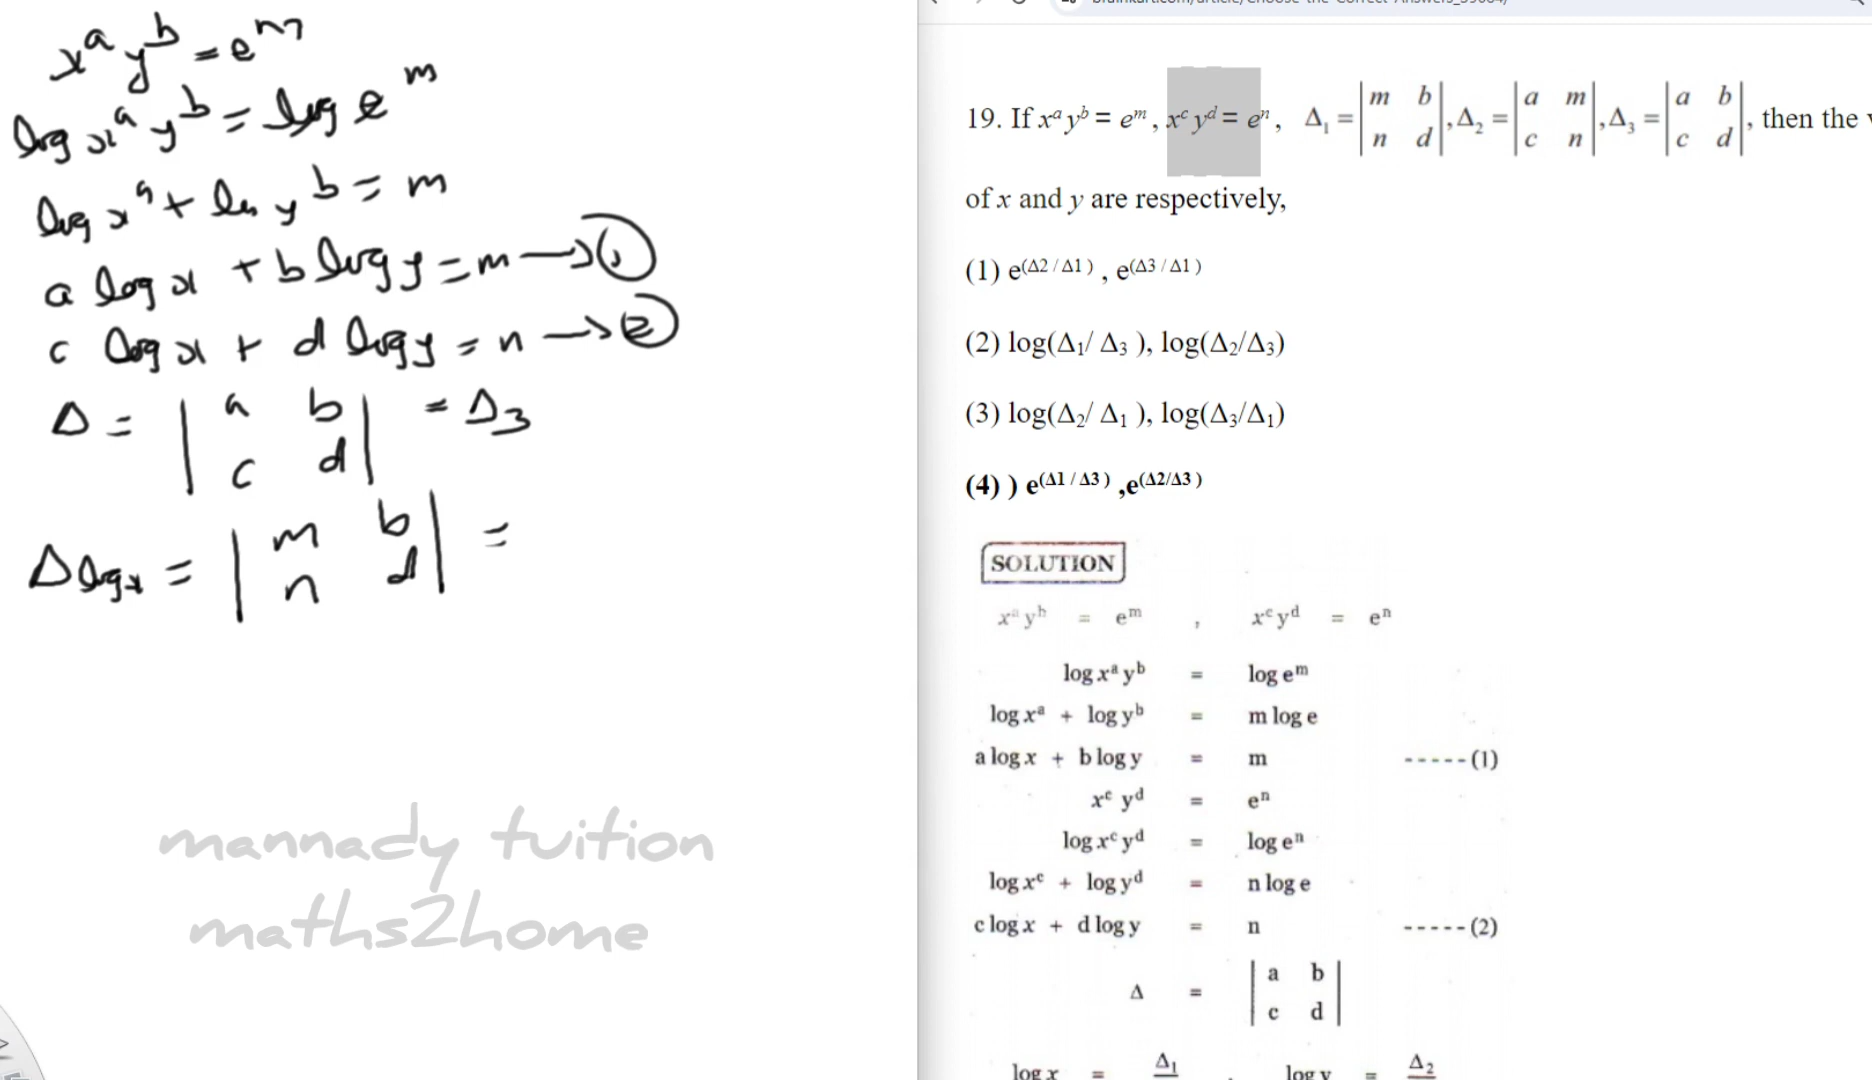 x^a y^b = e^m
log x^a y^b = log e^m
log x^a + log y^b = m
a log x + b log y = m → ①
c log x + d log y = n → ②
Δ = | a b | = Δ3
| c d |
Δ log x = | m b | =
| n d |
mannady tuition
maths2home
19. If x^a y^b = e^m , x^c y^d = e^n , Δ₁ = | m b | , Δ₂ = | a m | , Δ₃ = | a b | , then the
| n d | | c n | | c d |
of x and y are respectively,
(1) e^(Δ2 / Δ1 ) , e^(Δ3 / Δ1 )
(2) log(Δ₁/ Δ₃ ), log(Δ₂/Δ₃)
(3) log(Δ₂/ Δ₁ ), log(Δ₃/Δ₁)
(4) ) e^(Δ1 / Δ3 ) ,e^(Δ2/Δ3 )
SOLUTION
x^a y^b = e^m , x^c y^d = e^n
log x^a y^b = log e^m
log x^a + log y^b = m log e
a log x + b log y = m -----(1)
x^c y^d = e^n
log x^c y^d = log e^n
log x^c + log y^d = n log e
c log x + d log y = n -----(2)
Δ = | a b |
| c d |
log x = Δ₁ , log y = Δ₂